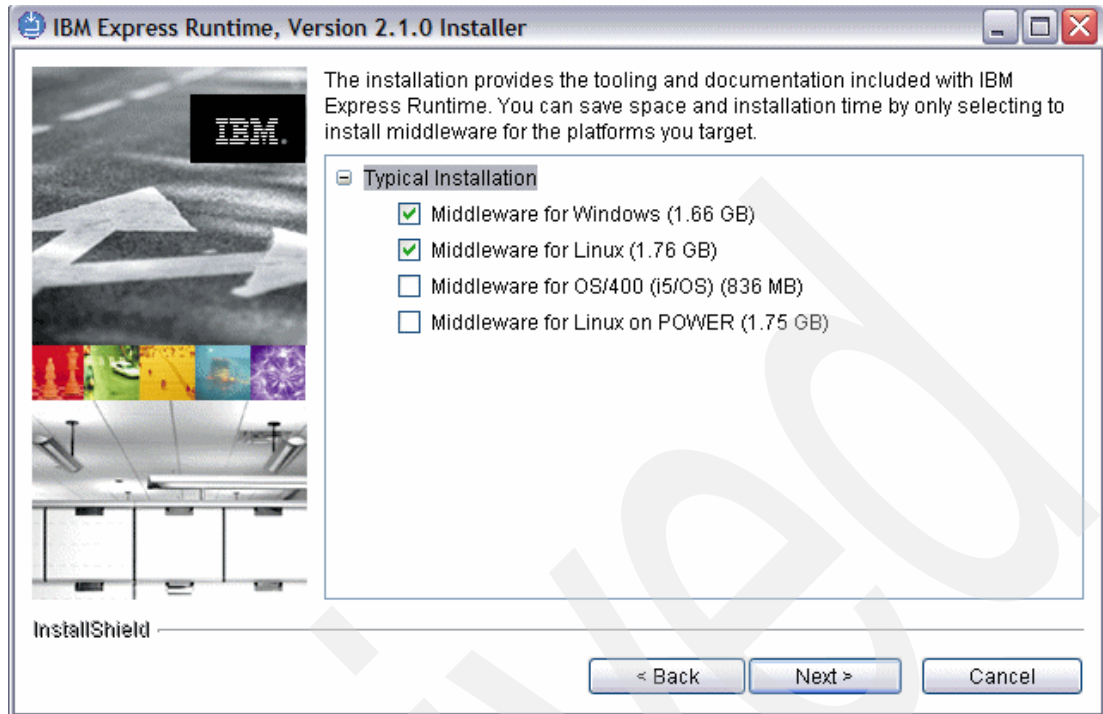 IBM Express Runtime, Version 2.1.0 Installer
IBM.
The installation provides the tooling and documentation included with IBM
Express Runtime. You can save space and installation time by only selecting to
install middleware for the platforms you target.
Typical Installation
Middleware for Windows (1.66 GB)
Middleware for Linux (1.76 GB)
Middleware for OS/400 (i5/OS) (836 MB)
Middleware for Linux on POWER (1.75 GB)
InstallShield
< Back
Next >
Cancel